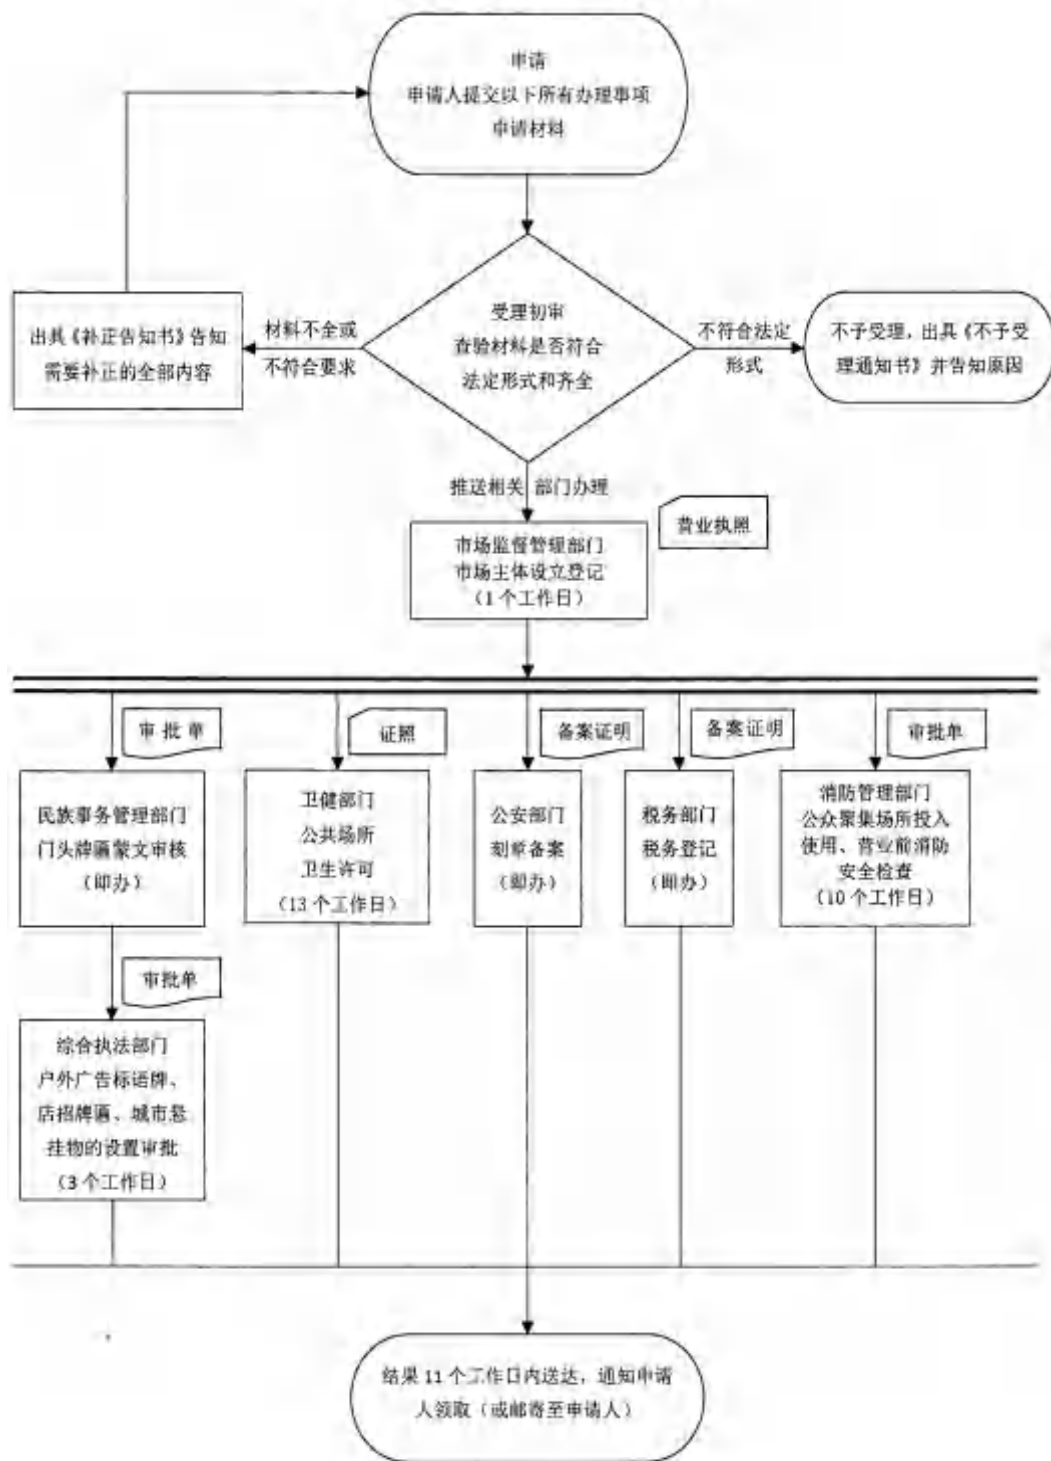 申请
申请人提交以下所有办理事项
申请材料
受理初审
查验材料是否符合
法定形式和齐全
材料不全或
不符合要求
出具《补正告知书》告知
需要补正的全部内容
不符合法定
形式
不予受理,出具《不予受
理通知书》并告知原因
推送相关 部门办理
营业执照
市场监督管理部门
市场主体设立登记
(1个工作日)
审批单
证照
备案证明
备案证明
审批单
民族事务管理部门
门头牌匾蒙文审核
(即办)
卫健部门
公共场所
卫生许可
(13个工作日)
公安部门
刻章备案
(即办)
税务部门
税务登记
(即办)
消防管理部门
公众聚集场所投入
使用、营业前消防
安全检查
(10个工作日)
审批单
综合执法部门
户外广告标语牌、
店招牌匾、城市悬
挂物的设置审批
(3个工作日)
结果11个工作日内送达,通知申请
人领取(或邮寄至申请人)